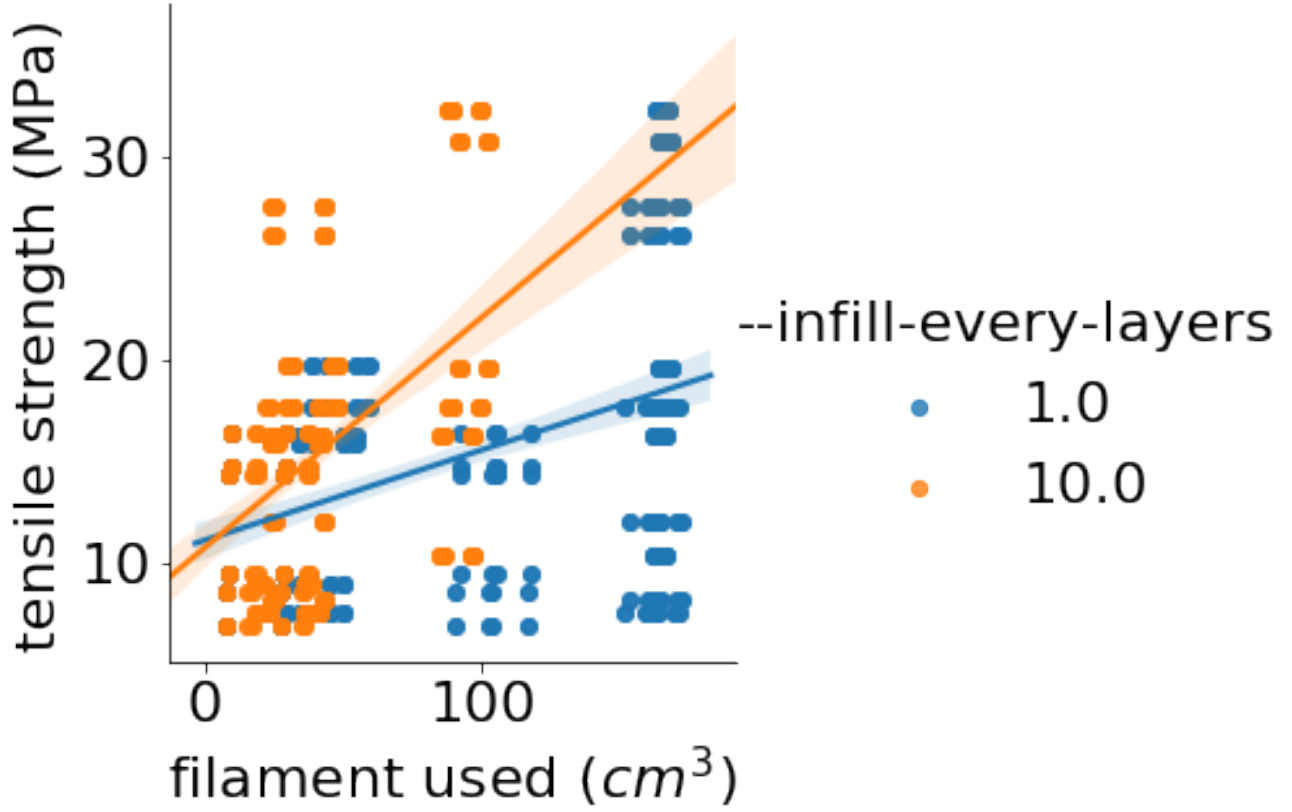 tensile strength (MPa)
30
20
10
0
100
filament used (cm³)
--infill-every-layers
1.0
10.0